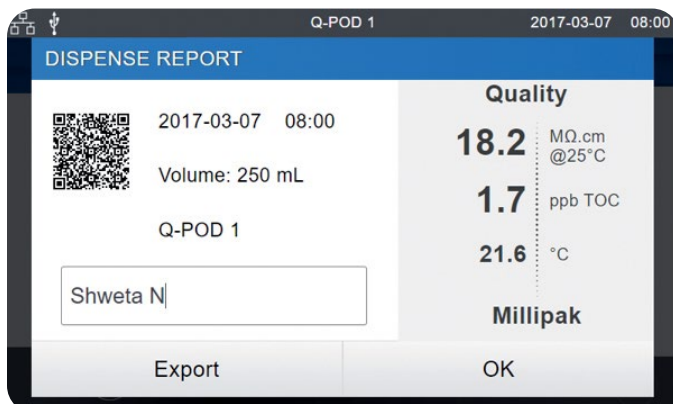 Q-POD 1 2017-03-07 08:00
DISPENSE REPORT
2017-03-07 08:00
Volume: 250 mL
Q-POD 1
Shweta N
Quality
18.2 MΩ.cm @25°C
1.7 ppb TOC
21.6 °C
Millipak
Export OK